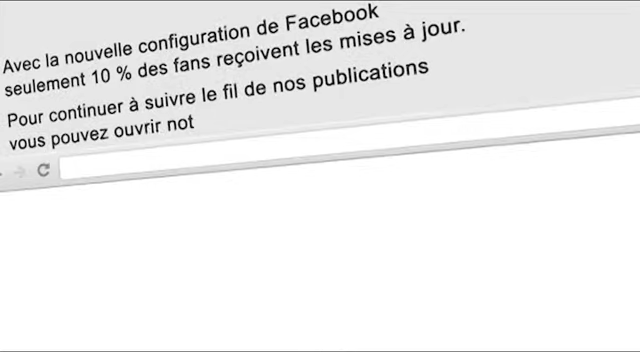 Avec la nouvelle configuration de Facebook
seulement 10 % des fans reçoivent les mises à jour.
Pour continuer à suivre le fil de nos publications
vous pouvez ouvrir not